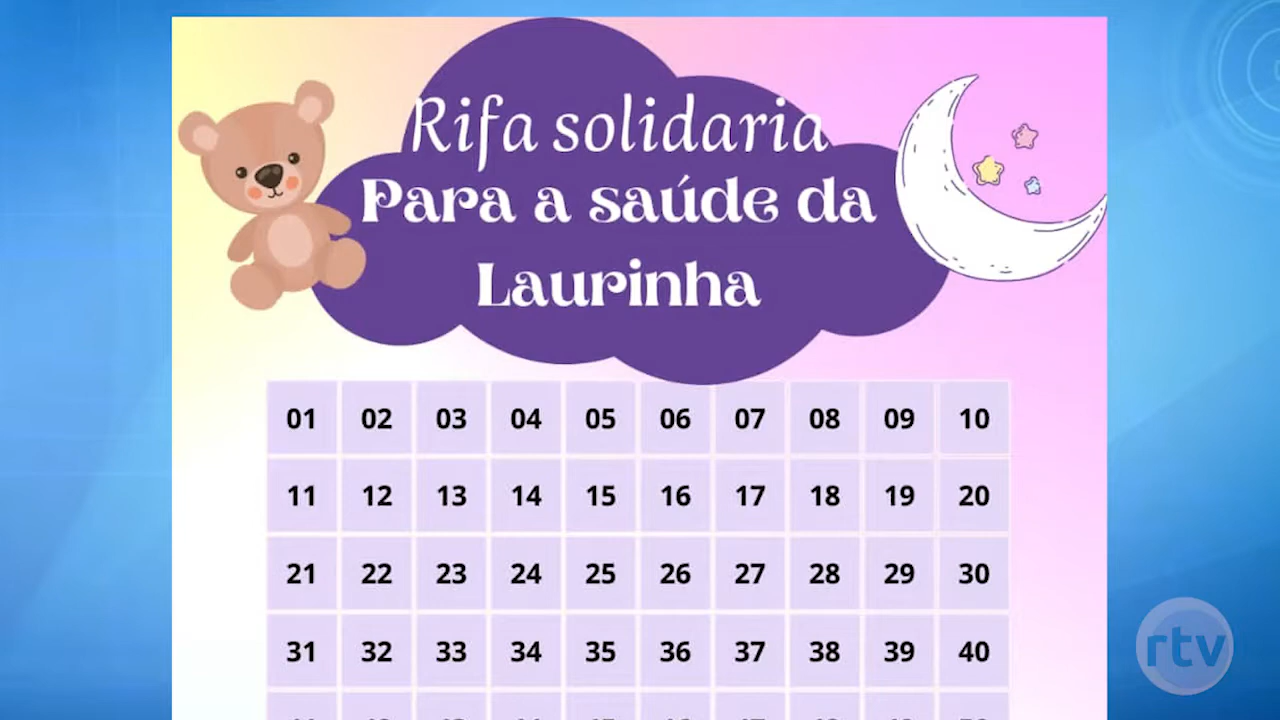 Rifa solidaria
Para a saúde da
Laurinha
01 02 03 04 05 06 07 08 09 10
11 12 13 14 15 16 17 18 19 20
21 22 23 24 25 26 27 28 29 30
31 32 33 34 35 36 37 38 39 40
rtv